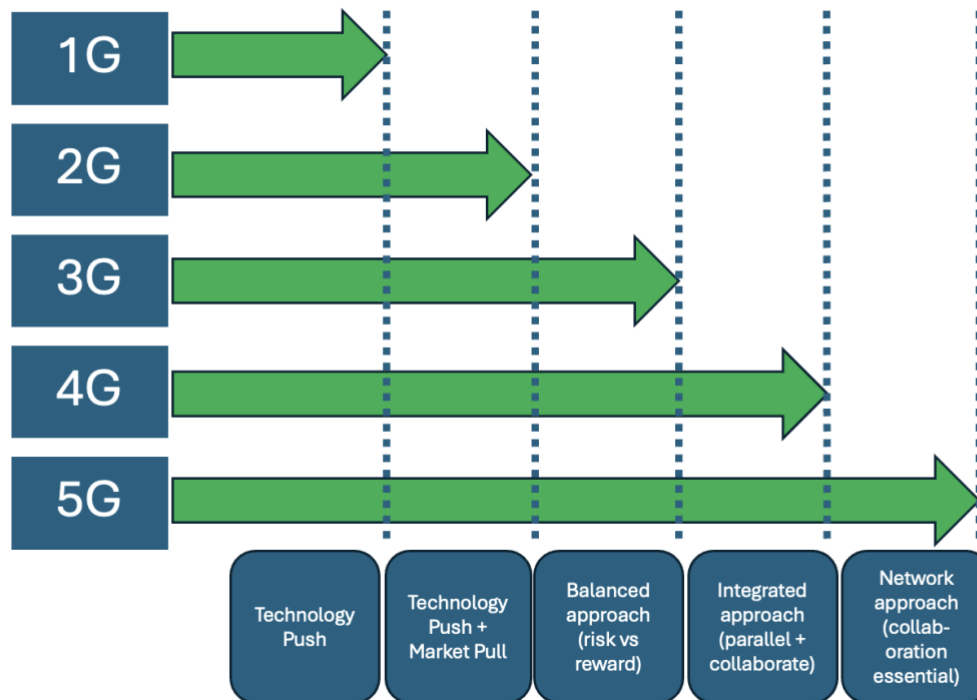 1G
2G
3G
4G
5G
Technology
Push
Technology
Push +
Market Pull
Balanced
approach
(risk vs
reward)
Integrated
approach
(parallel +
collaborate)
Network
approach
(collab-
oration
essential)